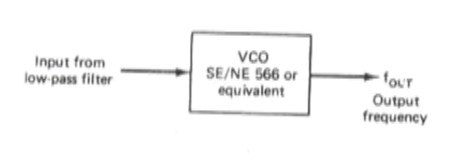 Input from
low-pass filter
VCO
SE/NE 566 or
equivalent
fOUT
Output
frequency